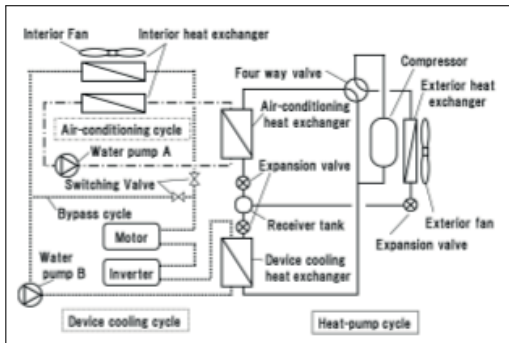 Interior Fan
Interior heat exchanger
Compressor
Four way valve
Exterior heat
exchanger
Air-conditioning
heat exchanger
Air-conditioning cycle
Water pump A
Expansion valve
Switching Valve
Bypass cycle
Receiver tank
Exterior fan
Expansion valve
Motor
Water
pump B
Inverter
Device cooling
heat exchanger
Device cooling cycle
Heat-pump cycle